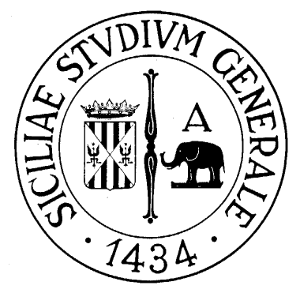 SICILIAE STVDIVM GENERALE
A
· 1434 ·